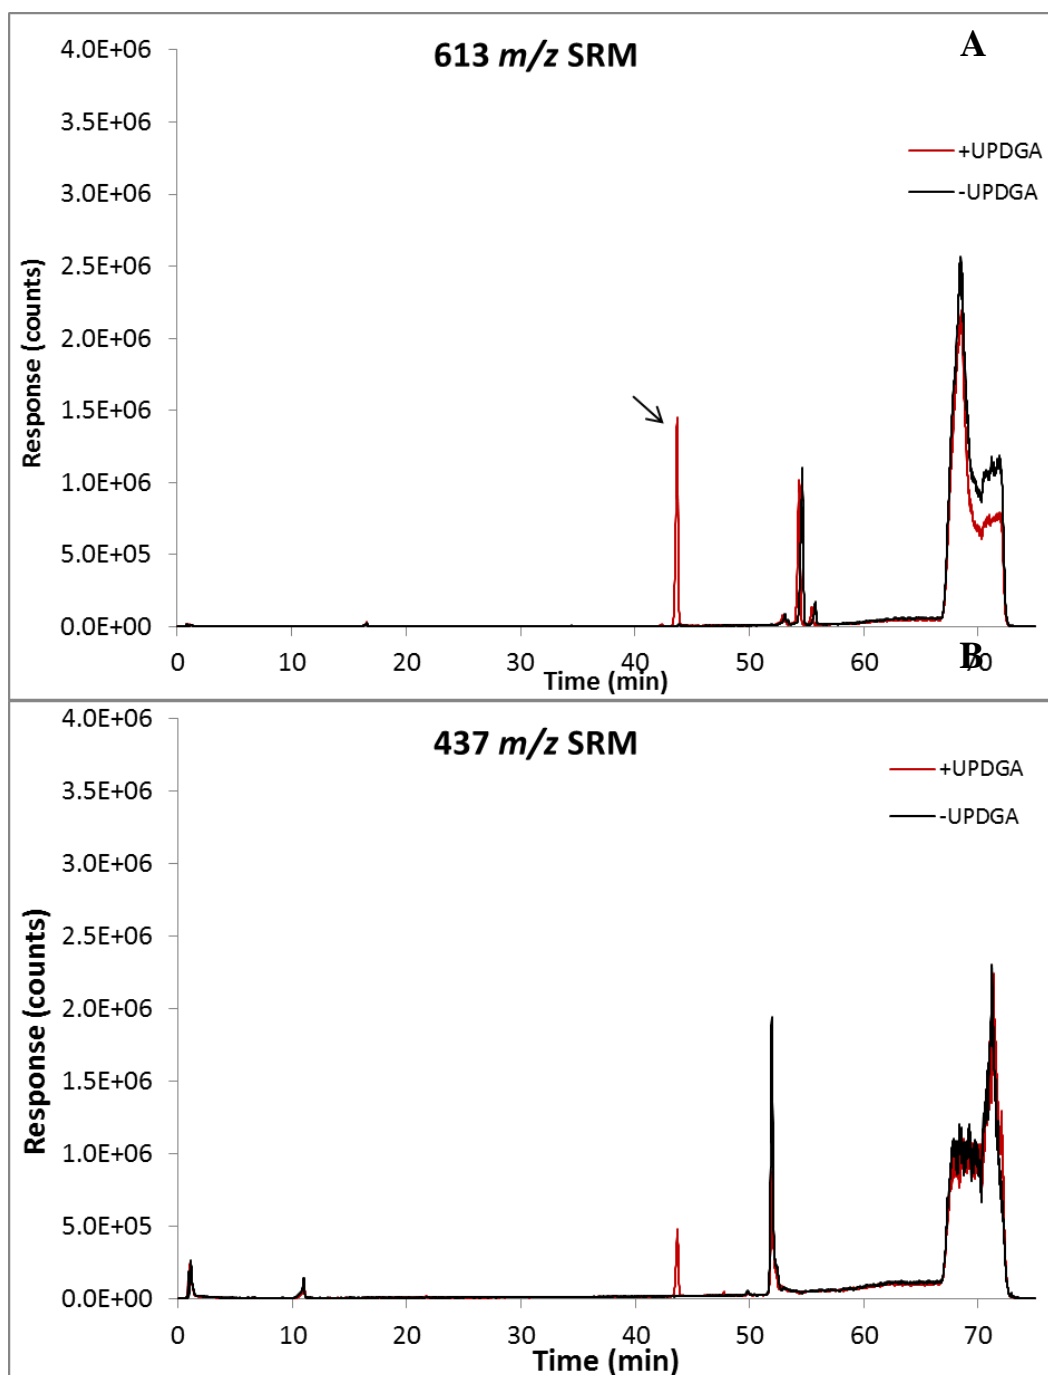 A
613 m/z SRM
4.0E+06
3.5E+06
3.0E+06
2.5E+06
2.0E+06
1.5E+06
1.0E+06
5.0E+05
0.0E+00
Response (counts)
+UPDGA
-UPDGA
0 10 20 30 40 50 60 70
Time (min)
B
437 m/z SRM
4.0E+06
3.5E+06
3.0E+06
2.5E+06
2.0E+06
1.5E+06
1.0E+06
5.0E+05
0.0E+00
Response (counts)
+UPDGA
-UPDGA
0 10 20 30 40 50 60 70
Time (min)